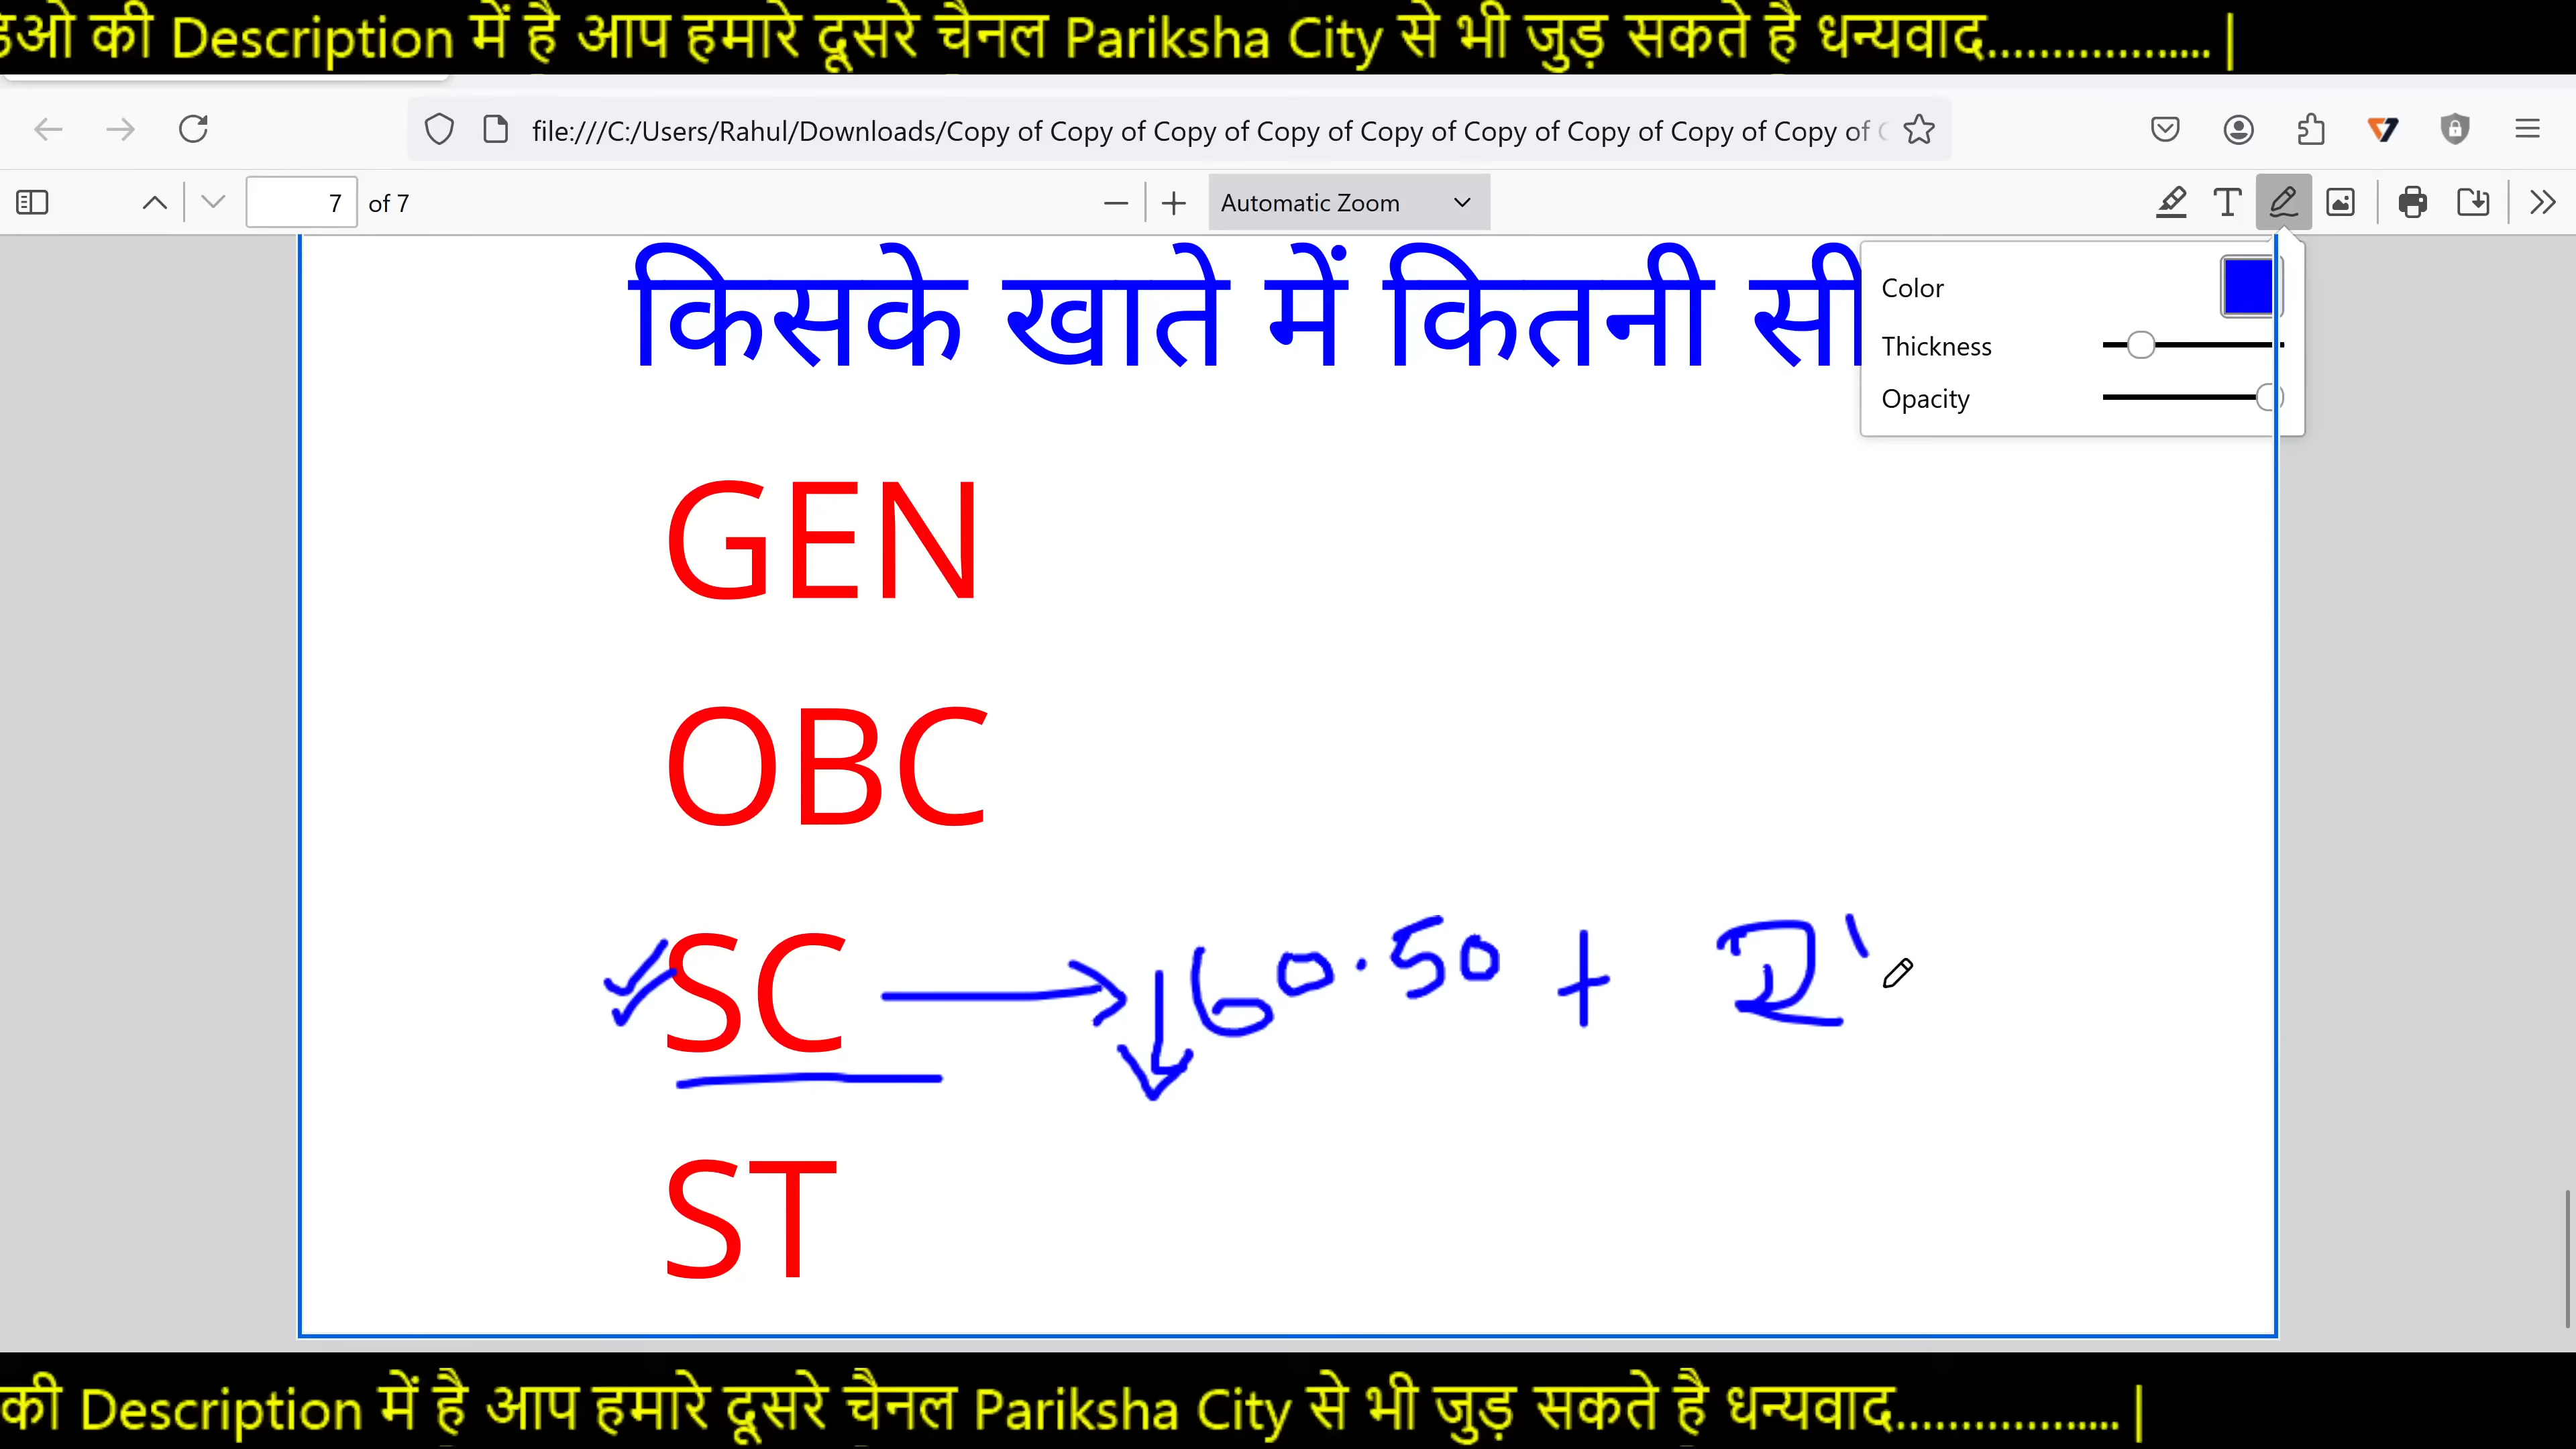 की Description में है आप हमारे दूसरे चैनल Pariksha City से भी जुड़ सकते है धन्यवाद..................|
file:///C:/Users/Rahul/Downloads/Copy of Copy of Copy of Copy of Copy of Copy of Copy of Copy of Copy of
7 of 7
Automatic Zoom
किसके खाते में कितनी सी
Color
Thickness
Opacity
GEN
OBC
SC 60.50 + 2
ST
की Description में है आप हमारे दूसरे चैनल Pariksha City से भी जुड़ सकते है धन्यवाद..................|